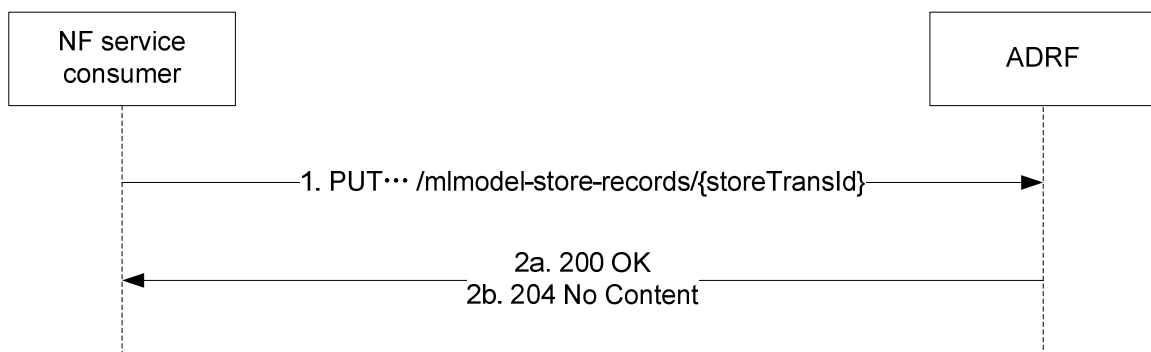 NF service
consumer
ADRF
1. PUT··· /mlmodel-store-records/{storeTransId}
2a. 200 OK
2b. 204 No Content